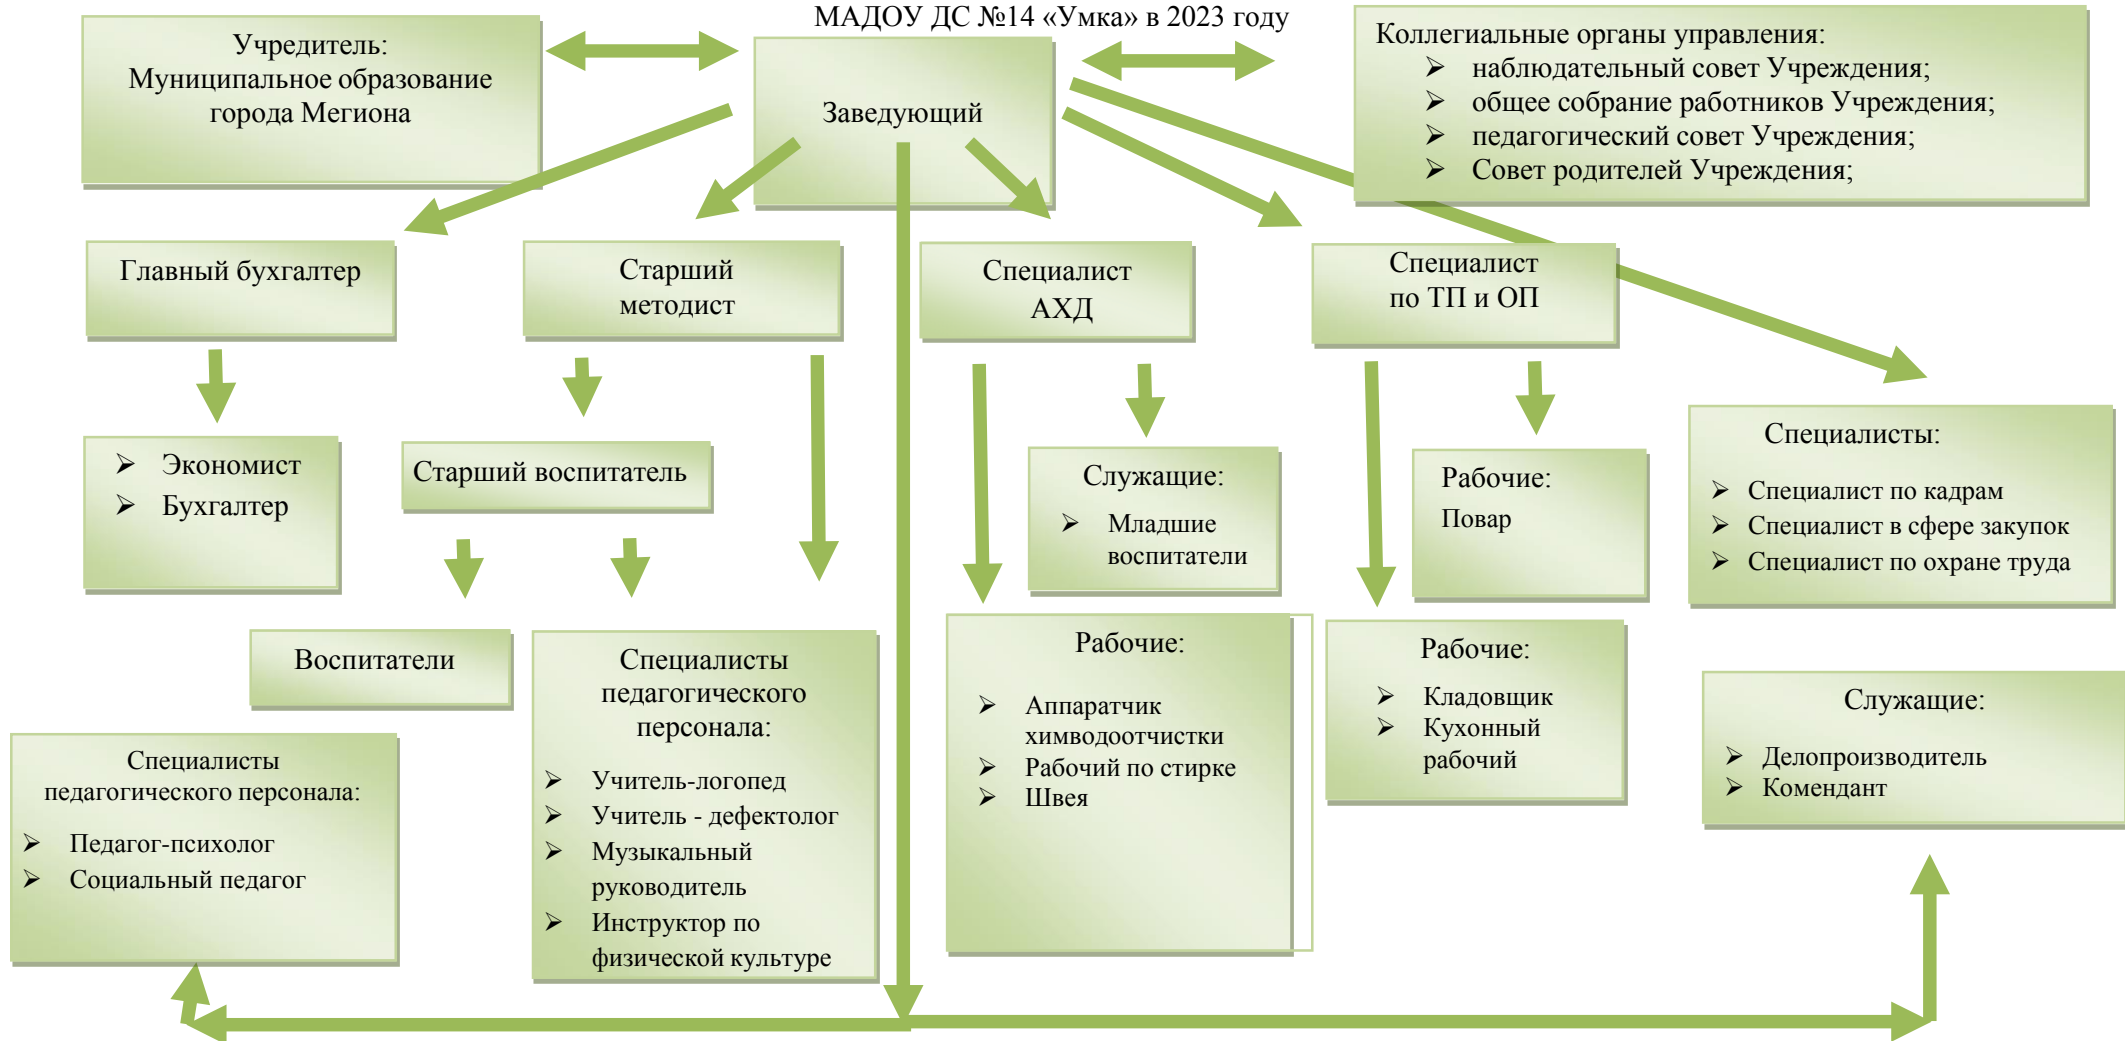 МАДОУ ДС №14 «Умка» в 2023 году
Учредитель:
Муниципальное образование
города Мегиона
Заведующий
Коллегиальные органы управления:
➢ наблюдательный совет Учреждения;
➢ общее собрание работников Учреждения;
➢ педагогический совет Учреждения;
➢ Совет родителей Учреждения;
Главный бухгалтер
Старший
методист
Специалист
АХД
Специалист
по ТП и ОП
➢ Экономист
➢ Бухгалтер
Старший воспитатель
Служащие:
➢ Младшие
воспитатели
Рабочие:
Повар
Специалисты:
➢ Специалист по кадрам
➢ Специалист в сфере закупок
➢ Специалист по охране труда
Воспитатели
Специалисты
педагогического
персонала:
➢ Учитель-логопед
➢ Учитель - дефектолог
➢ Музыкальный
руководитель
➢ Инструктор по
физической культуре
Рабочие:
➢ Аппаратчик
химводоотчистки
➢ Рабочий по стирке
➢ Швея
Рабочие:
➢ Кладовщик
➢ Кухонный
рабочий
Служащие:
➢ Делопроизводитель
➢ Комендант
Специалисты
педагогического персонала:
➢ Педагог-психолог
➢ Социальный педагог